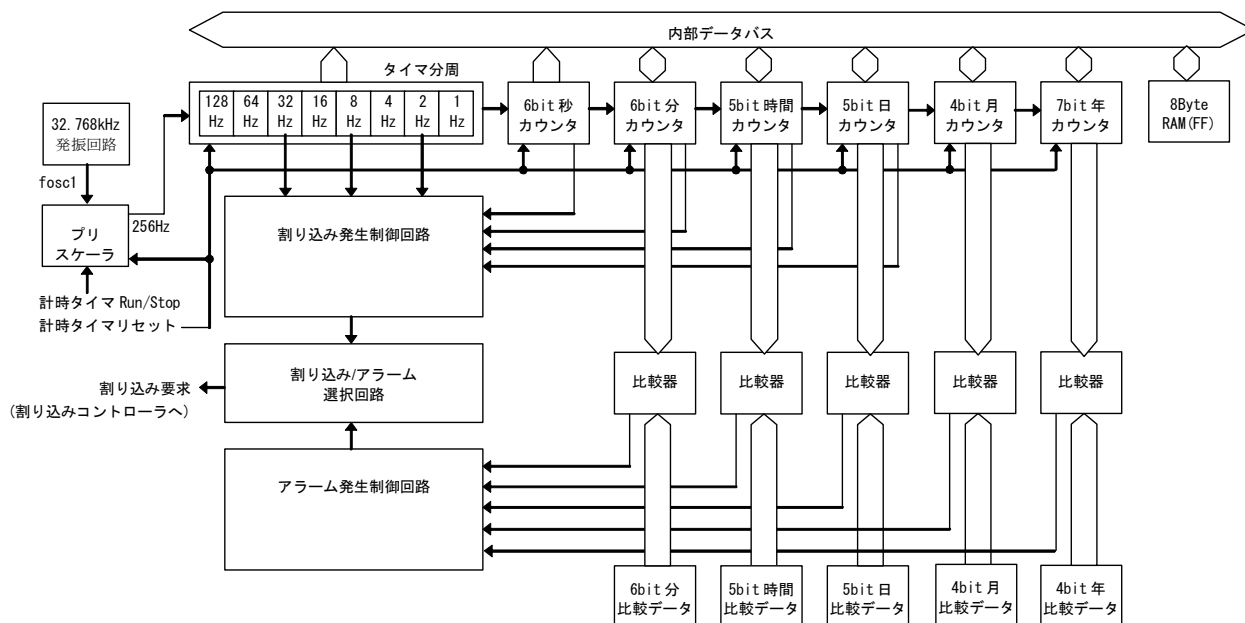 内部データバス
タイマ分周
128 Hz
64 Hz
32 Hz
16 Hz
8 Hz
4 Hz
2 Hz
1 Hz
6bit 秒
カウンタ
6bit 分
カウンタ
5bit 時間
カウンタ
5bit 日
カウンタ
4bit 月
カウンタ
7bit 年
カウンタ
8Byte
RAM(FF)
32.768kHz
発振回路
fosc1
256Hz
プリ
スケーラ
計時タイマ Run/Stop
計時タイマリセット
割り込み発生制御回路
割り込み/アラーム
選択回路
割り込み要求
(割り込みコントローラへ)
比較器
比較器
比較器
比較器
比較器
アラーム発生制御回路
6bit 分
比較データ
5bit 時間
比較データ
5bit 日
比較データ
4bit 月
比較データ
4bit 年
比較データ